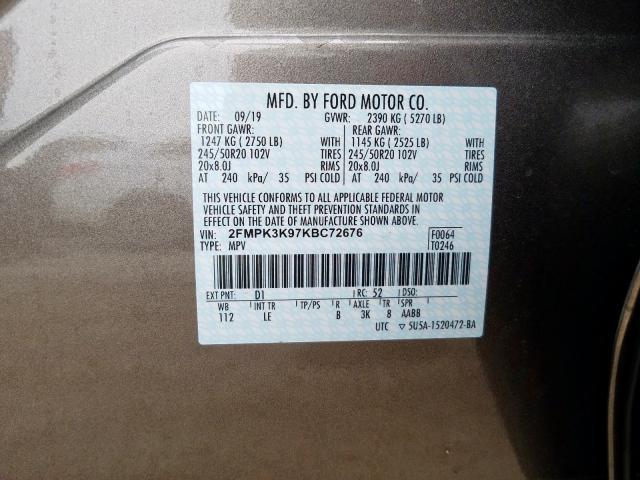 MFD. BY FORD MOTOR CO.
DATE: 09/19 GVWR: 2390 KG ( 5270 LB)
FRONT GAWR: REAR GAWR:
1247 KG ( 2750 LB) WITH 1145 KG ( 2525 LB) WITH
245/50R20 102V TIRES 245/50R20 102V TIRES
20x8.0J RIMS 20x8.0J RIMS
AT 240 kPa/ 35 PSI COLD AT 240 kPa/ 35 PSI COLD
THIS VEHICLE CONFORMS TO ALL APPLICABLE FEDERAL MOTOR
VEHICLE SAFETY AND THEFT PREVENTION STANDARDS IN
EFFECT ON THE DATE OF MANUFACTURE SHOWN ABOVE.
VIN: 2FMPK3K97KBC72676 F0064
TYPE: MPV T0246
EXT PNT: D1 RC: 52 DSO:
WB INT TR TP/PS R AXLE TR SPR
112 LE B 3K 8 AABB
UTC ▽ 5U5A-1520472-BA